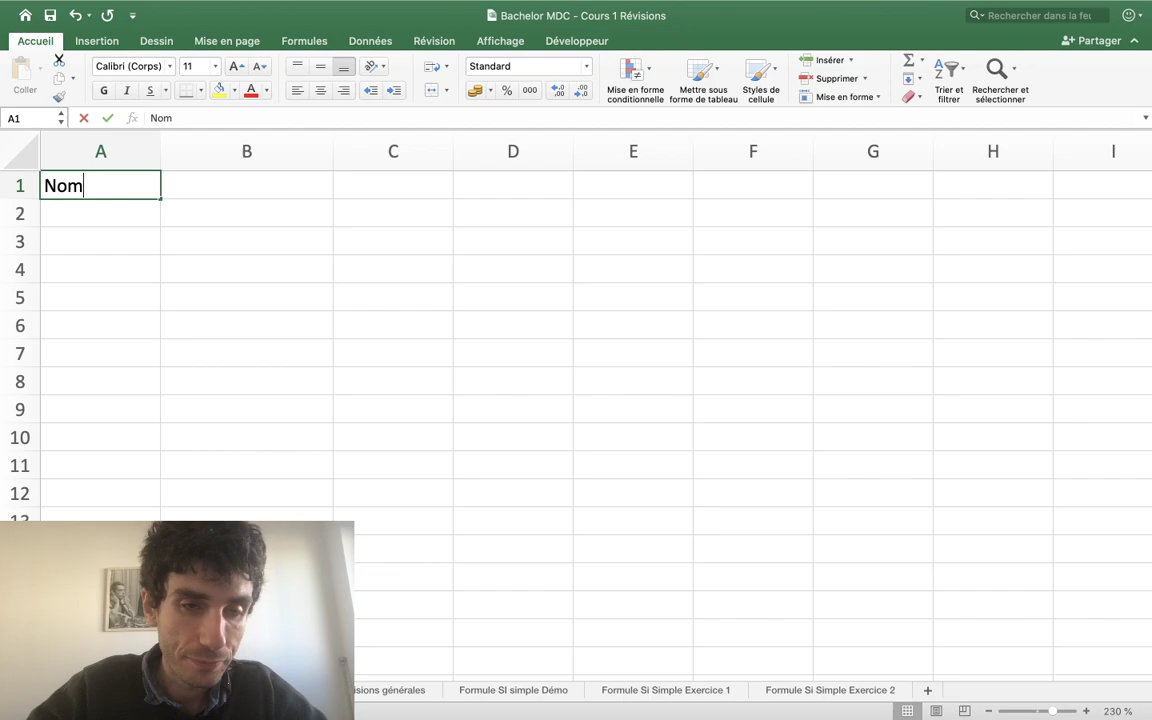 Bachelor MDC - Cours 1 Révisions
Rechercher dans la feu
Accueil Insertion Dessin Mise en page Formules Données Révision Affichage Développeur
Partager
Coller
Calibri (Corps) 11
G I S A
Standard
% 000
Mise en forme conditionnelle
Mettre sous forme de tableau
Styles de cellule
Insérer
Supprimer
Mise en forme
Trier et filtrer
Rechercher et sélectionner
A1 fx Nom
A B C D E F G H I
1 Nom
2
3
4
5
6
7
8
9
10
11
12
isions générales Formule SI simple Démo Formule Si Simple Exercice 1 Formule Si Simple Exercice 2 +
230 %